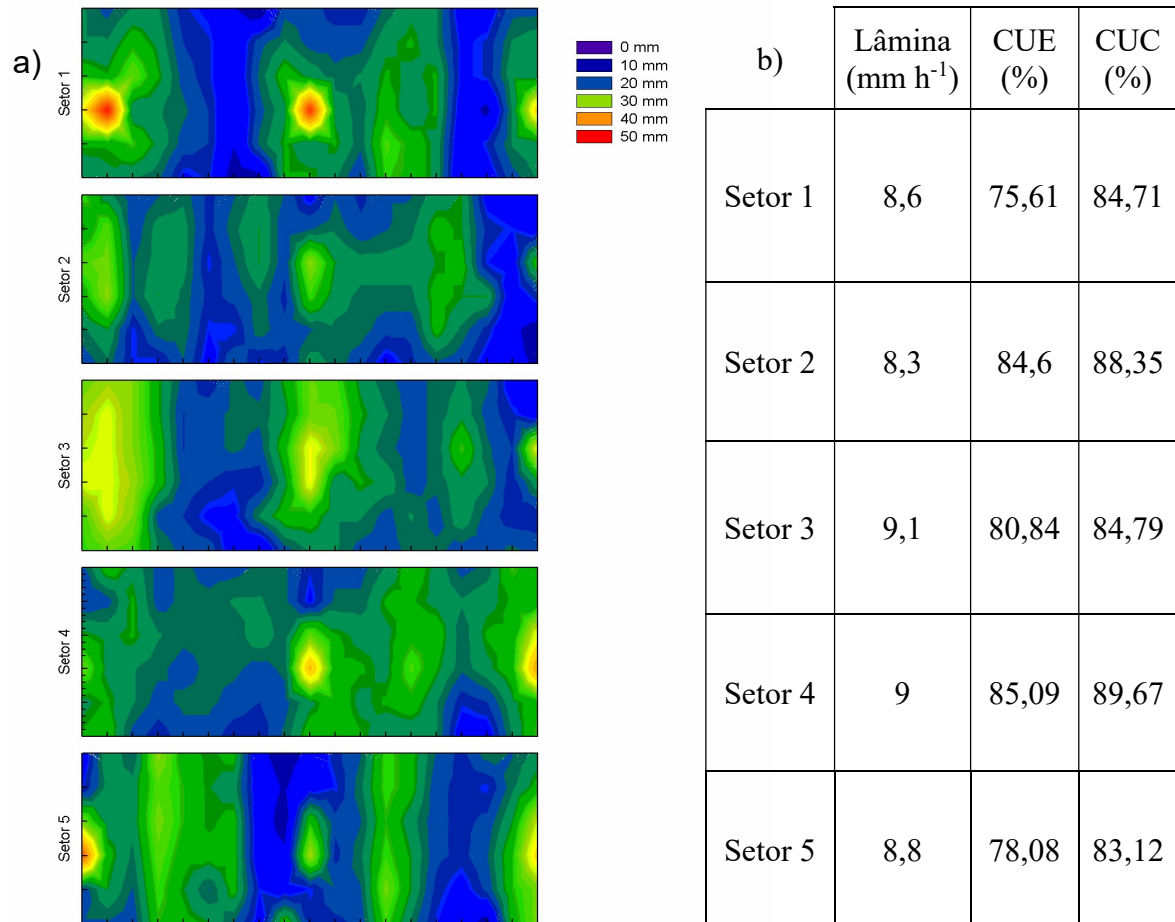 a)
Setor 1
Setor 2
Setor 3
Setor 4
Setor 5
0 mm
10 mm
20 mm
30 mm
40 mm
50 mm
b)
Lâmina (mm h-1) CUE (%) CUC (%)
Setor 1 8,6 75,61 84,71
Setor 2 8,3 84,6 88,35
Setor 3 9,1 80,84 84,79
Setor 4 9 85,09 89,67
Setor 5 8,8 78,08 83,12